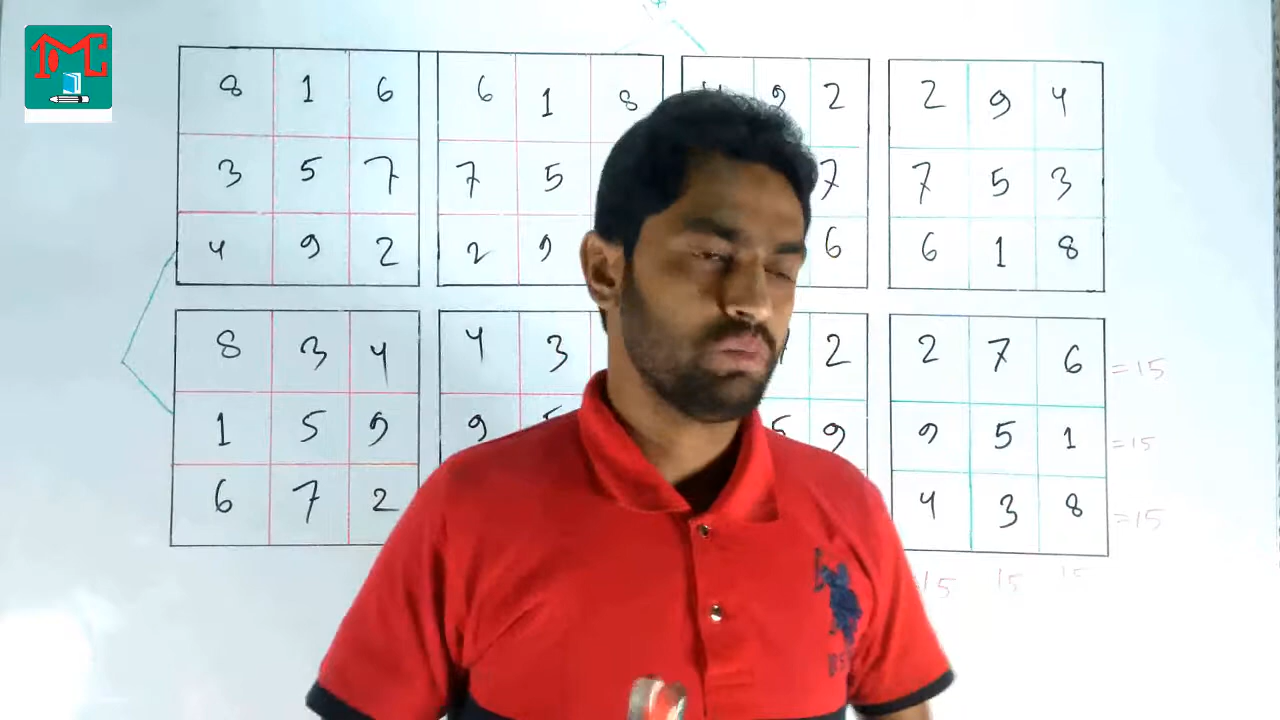 MC
8 1 6 6 1 8 9 2 2 9 4
3 5 7 7 5 7 7 5 3
4 9 2 2 9 6 6 1 8
8 3 4 4 3 2 2 7 6 =15
1 5 9 9 5 9 9 5 1 =15
6 7 2 4 3 8 =15
=15 15 15